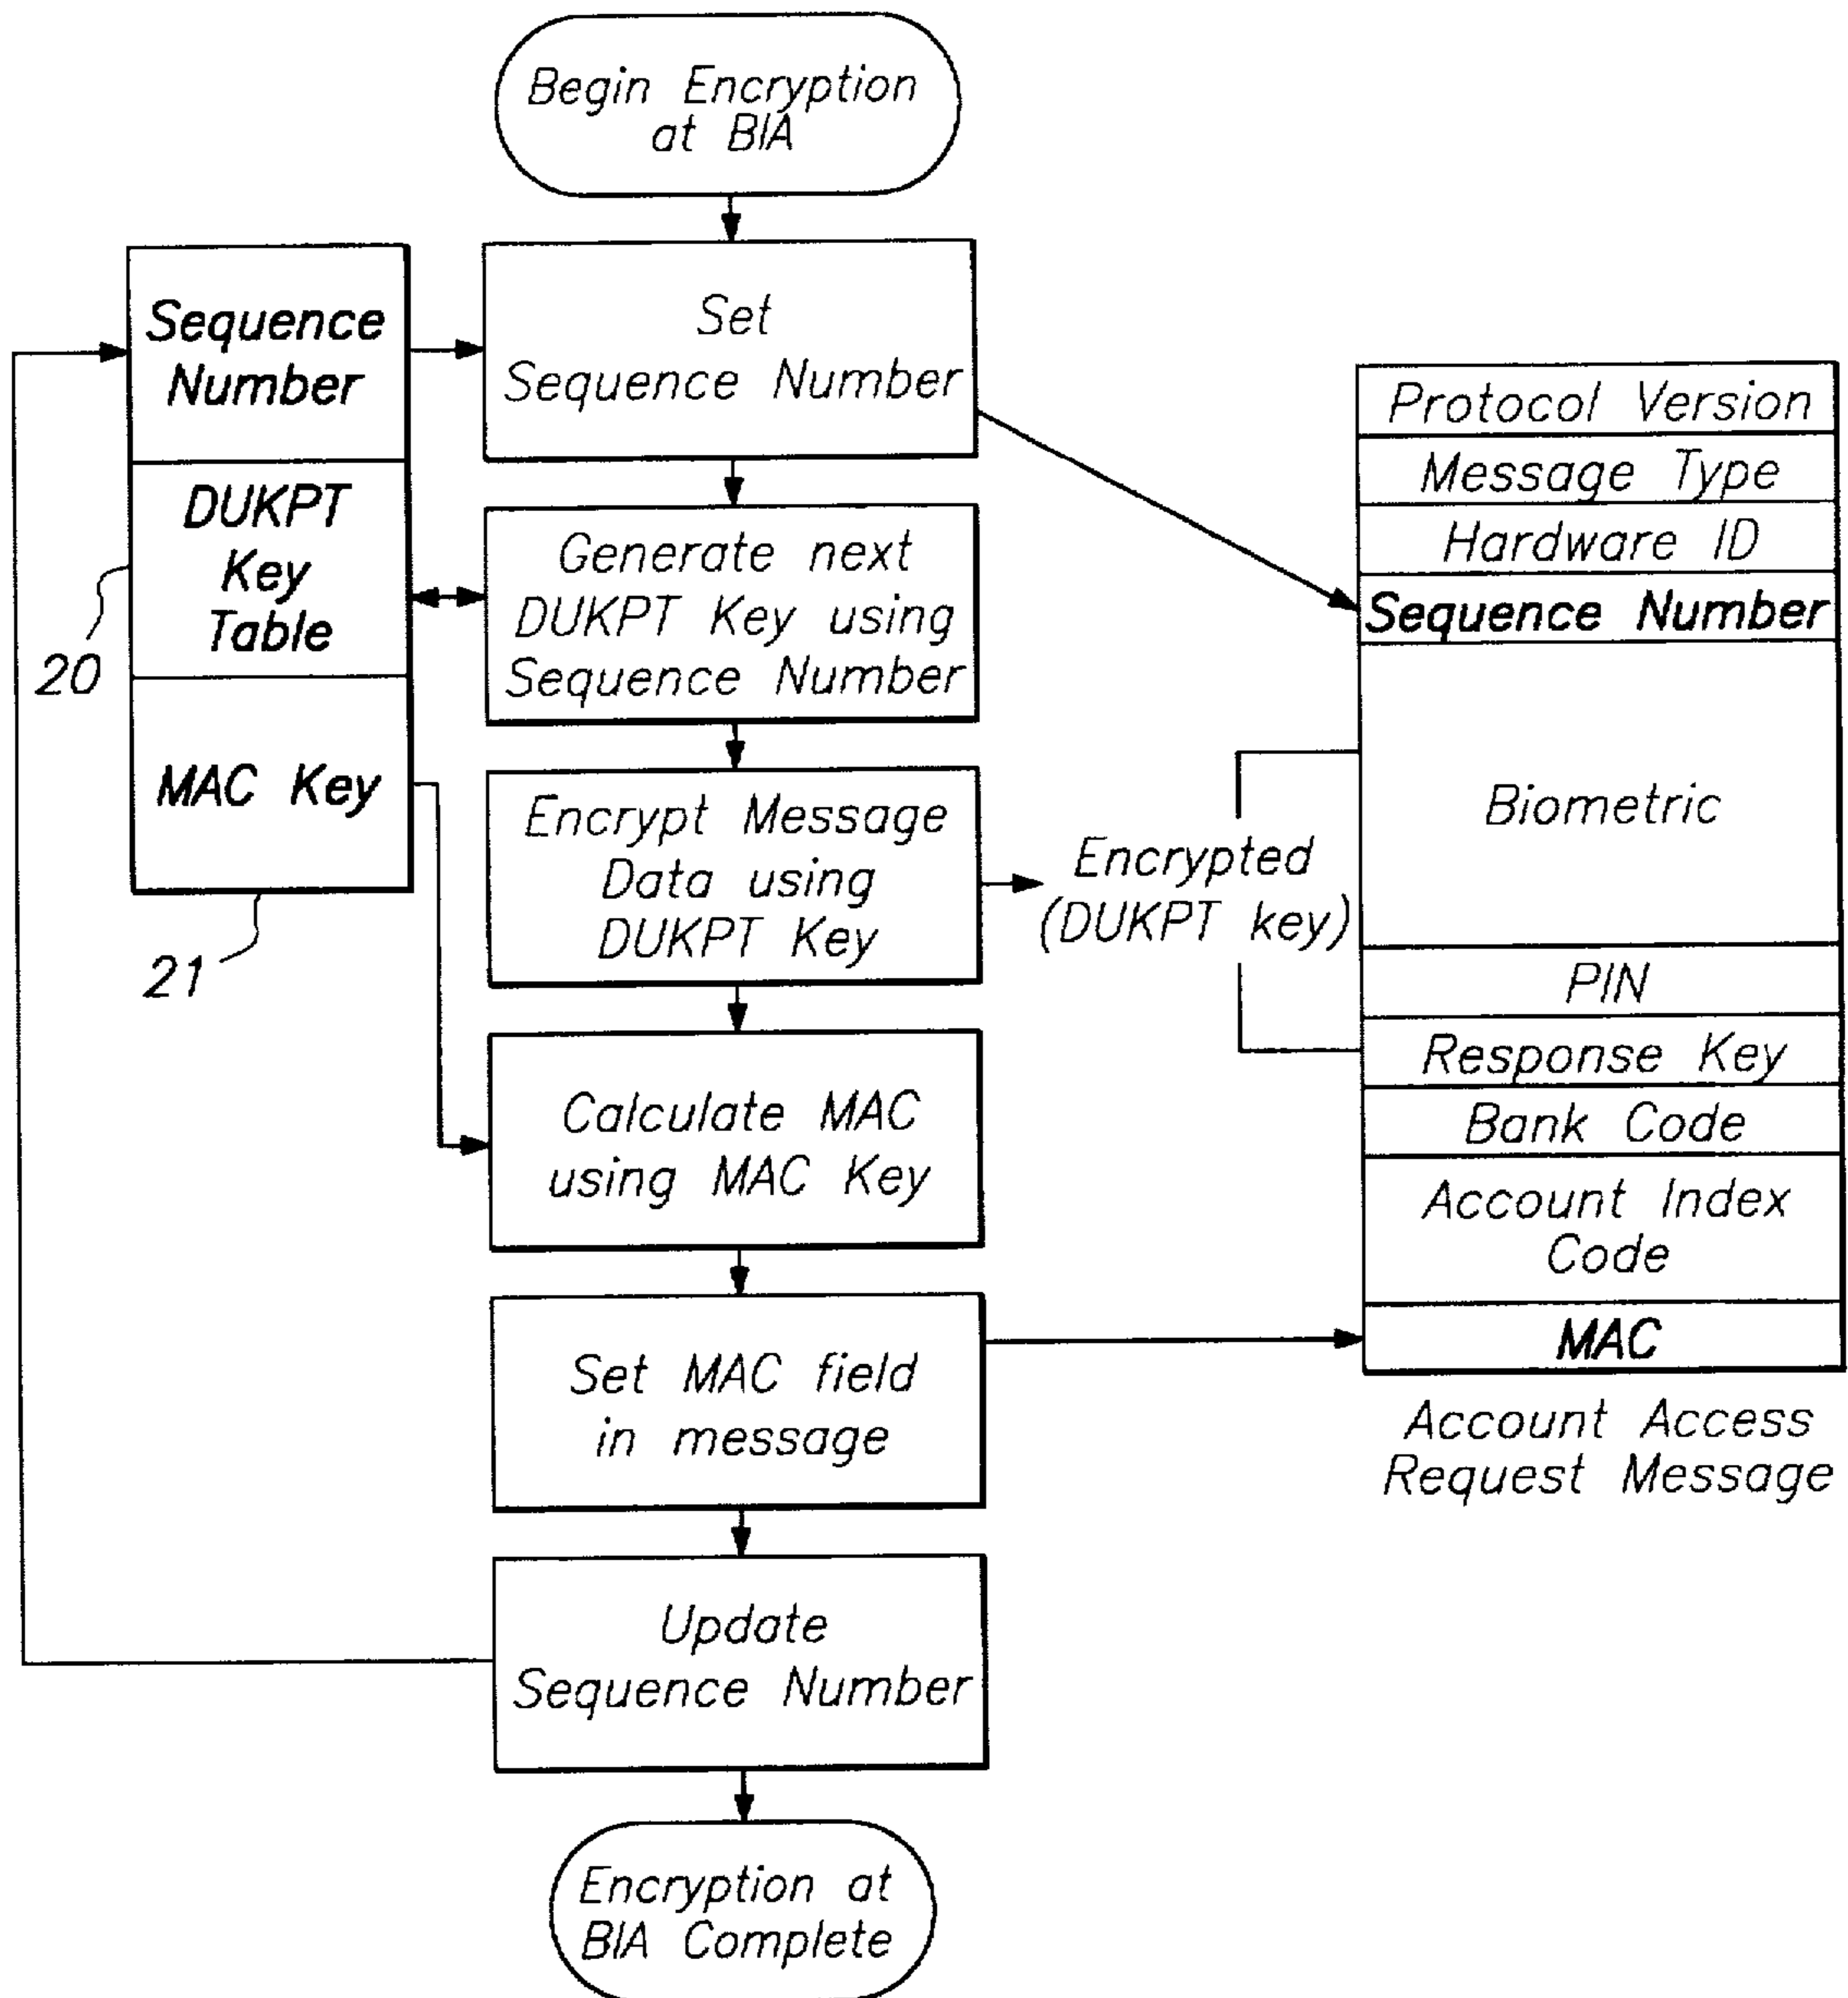 Begin Encryption
at BIA
Sequence
Number
DUKPT
Key
Table
MAC Key
20
21
Set
Sequence Number
Generate next
DUKPT Key using
Sequence Number
Encrypt Message
Data using
DUKPT Key
Calculate MAC
using MAC Key
Set MAC field
in message
Update
Sequence Number
Encryption at
BIA Complete
Encrypted
(DUKPT key)
Protocol Version
Message Type
Hardware ID
Sequence Number
Biometric
PIN
Response Key
Bank Code
Account Index
Code
MAC
Account Access
Request Message